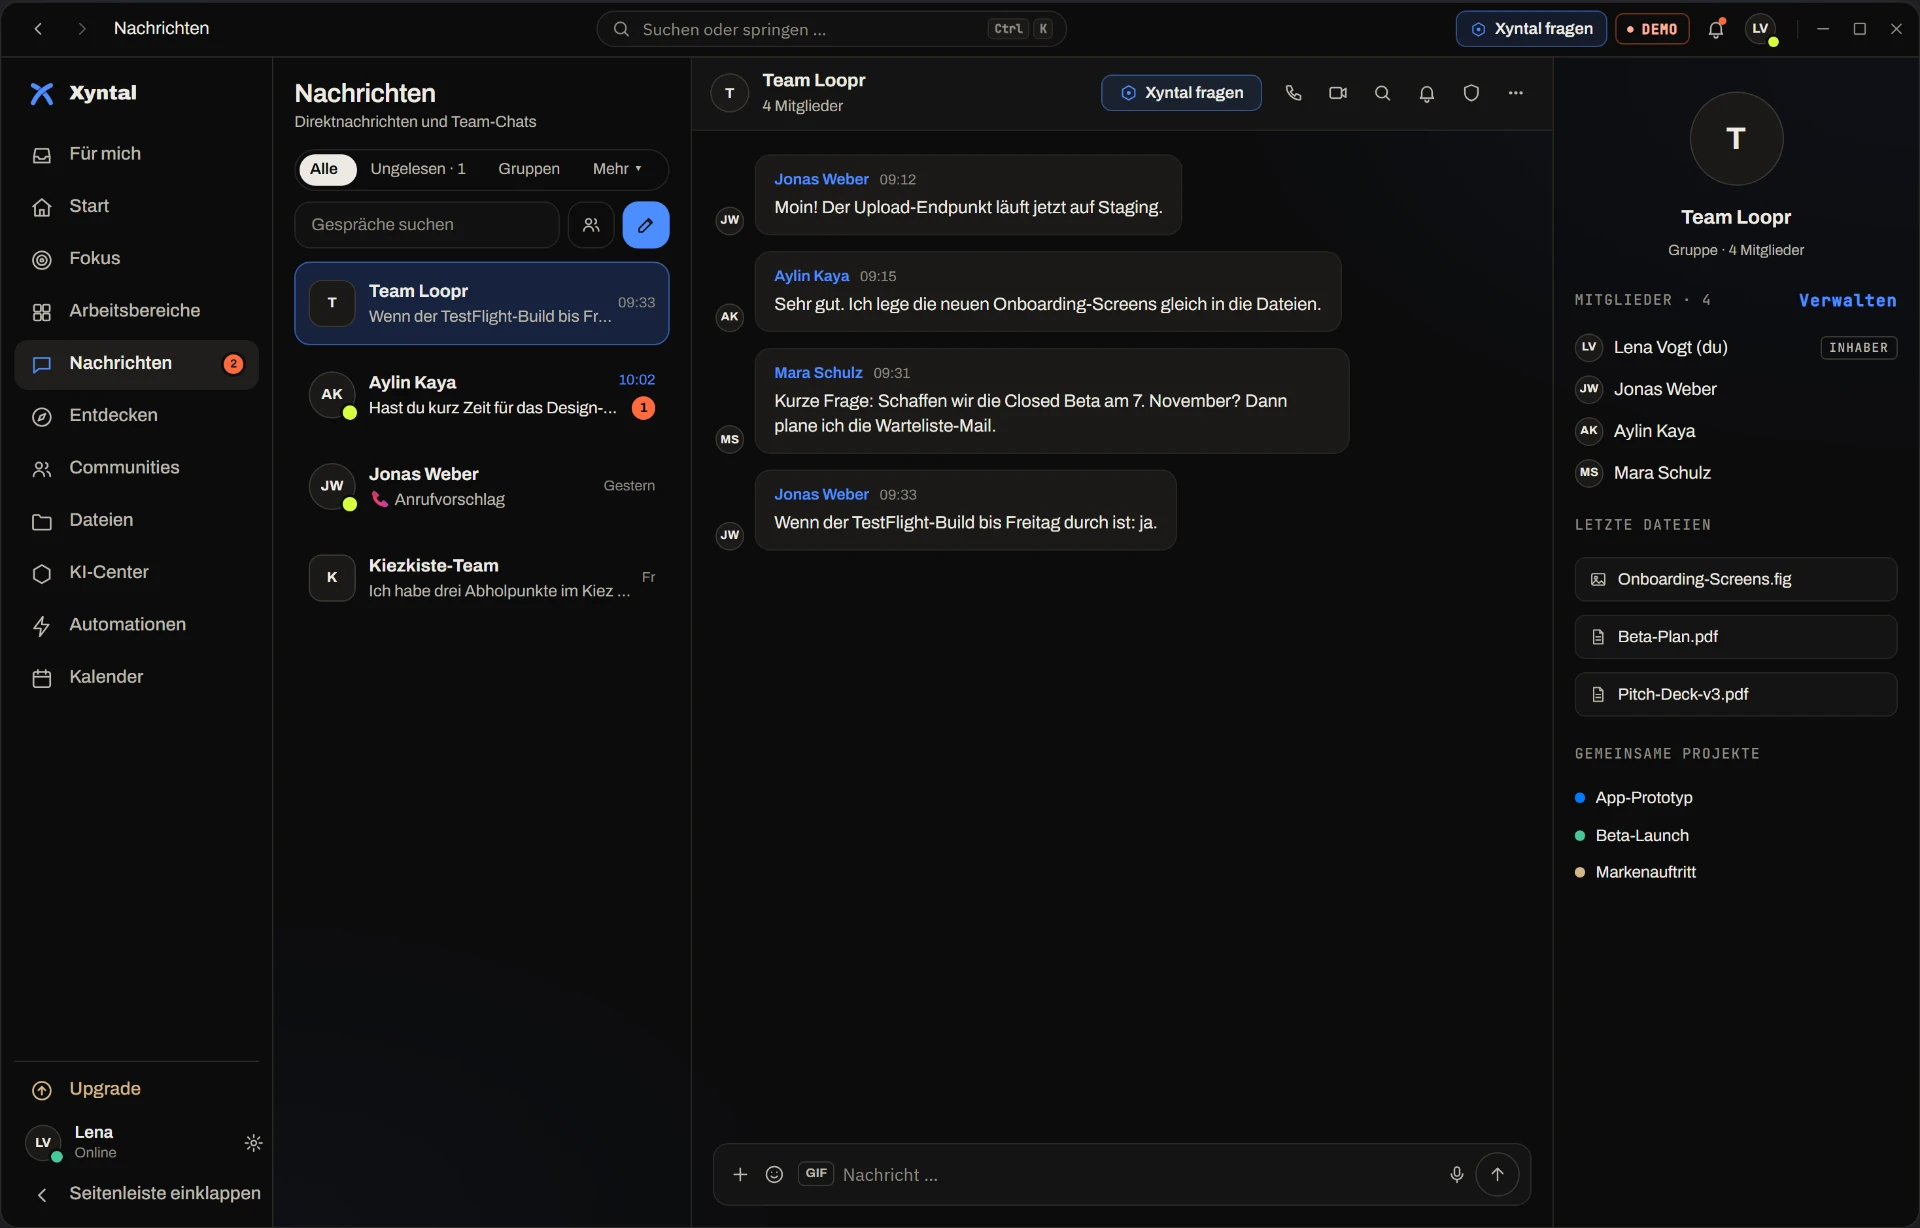 Nachrichten
Suchen oder springen ...
Ctrl K
Xyntal fragen
DEMO
LV
Xyntal
Für mich
Start
Fokus
Arbeitsbereiche
Nachrichten
2
Entdecken
Communities
Dateien
KI-Center
Automationen
Kalender
Upgrade
LV
Lena
Online
Seitenleiste einklappen
Nachrichten
Direktnachrichten und Team-Chats
Alle
Ungelesen · 1
Gruppen
Mehr
Gespräche suchen
T
Team Loopr
09:33
Wenn der TestFlight-Build bis Fr...
AK
Aylin Kaya
10:02
Hast du kurz Zeit für das Design-...
1
JW
Jonas Weber
Gestern
Anrufvorschlag
K
Kiezkiste-Team
Fr
Ich habe drei Abholpunkte im Kiez ...
T
Team Loopr
4 Mitglieder
Xyntal fragen
Jonas Weber 09:12
Moin! Der Upload-Endpunkt läuft jetzt auf Staging.
JW
Aylin Kaya 09:15
Sehr gut. Ich lege die neuen Onboarding-Screens gleich in die Dateien.
AK
Mara Schulz 09:31
Kurze Frage: Schaffen wir die Closed Beta am 7. November? Dann
plane ich die Warteliste-Mail.
MS
Jonas Weber 09:33
Wenn der TestFlight-Build bis Freitag durch ist: ja.
JW
GIF
Nachricht ...
T
Team Loopr
Gruppe · 4 Mitglieder
MITGLIEDER · 4
Verwalten
LV
Lena Vogt (du)
INHABER
JW
Jonas Weber
AK
Aylin Kaya
MS
Mara Schulz
LETZTE DATEIEN
Onboarding-Screens.fig
Beta-Plan.pdf
Pitch-Deck-v3.pdf
GEMEINSAME PROJEKTE
App-Prototyp
Beta-Launch
Markenauftritt